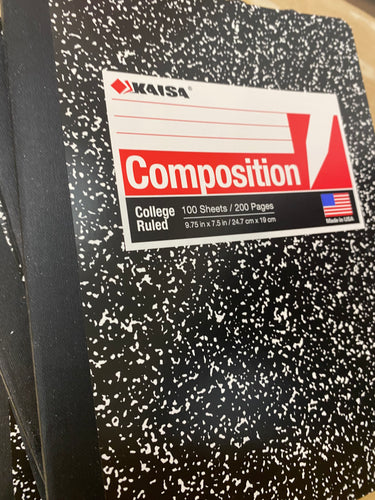 KAISA®
Composition
College Ruled
100 Sheets / 200 Pages
9.75 in x 7.5 in / 24.7 cm x 19 cm
Made in USA